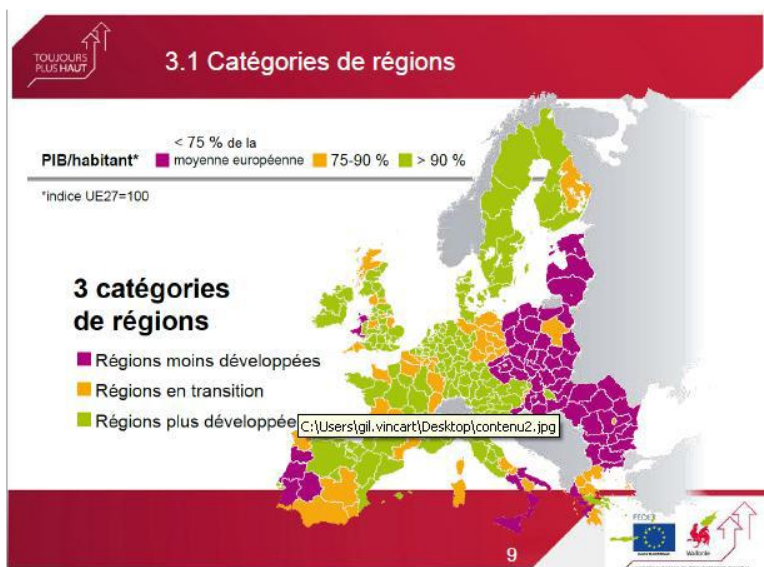 TOUJOURS
PLUS HAUT
3.1 Catégories de régions
PIB/habitant*
< 75 % de la
moyenne européenne
75-90 %
> 90 %
*indice UE27=100
3 catégories
de régions
Régions moins développées
Régions en transition
Régions plus développée
C:\Users\gil.vincart\Desktop\contenu2.jpg
9
FEDER
Wallonie